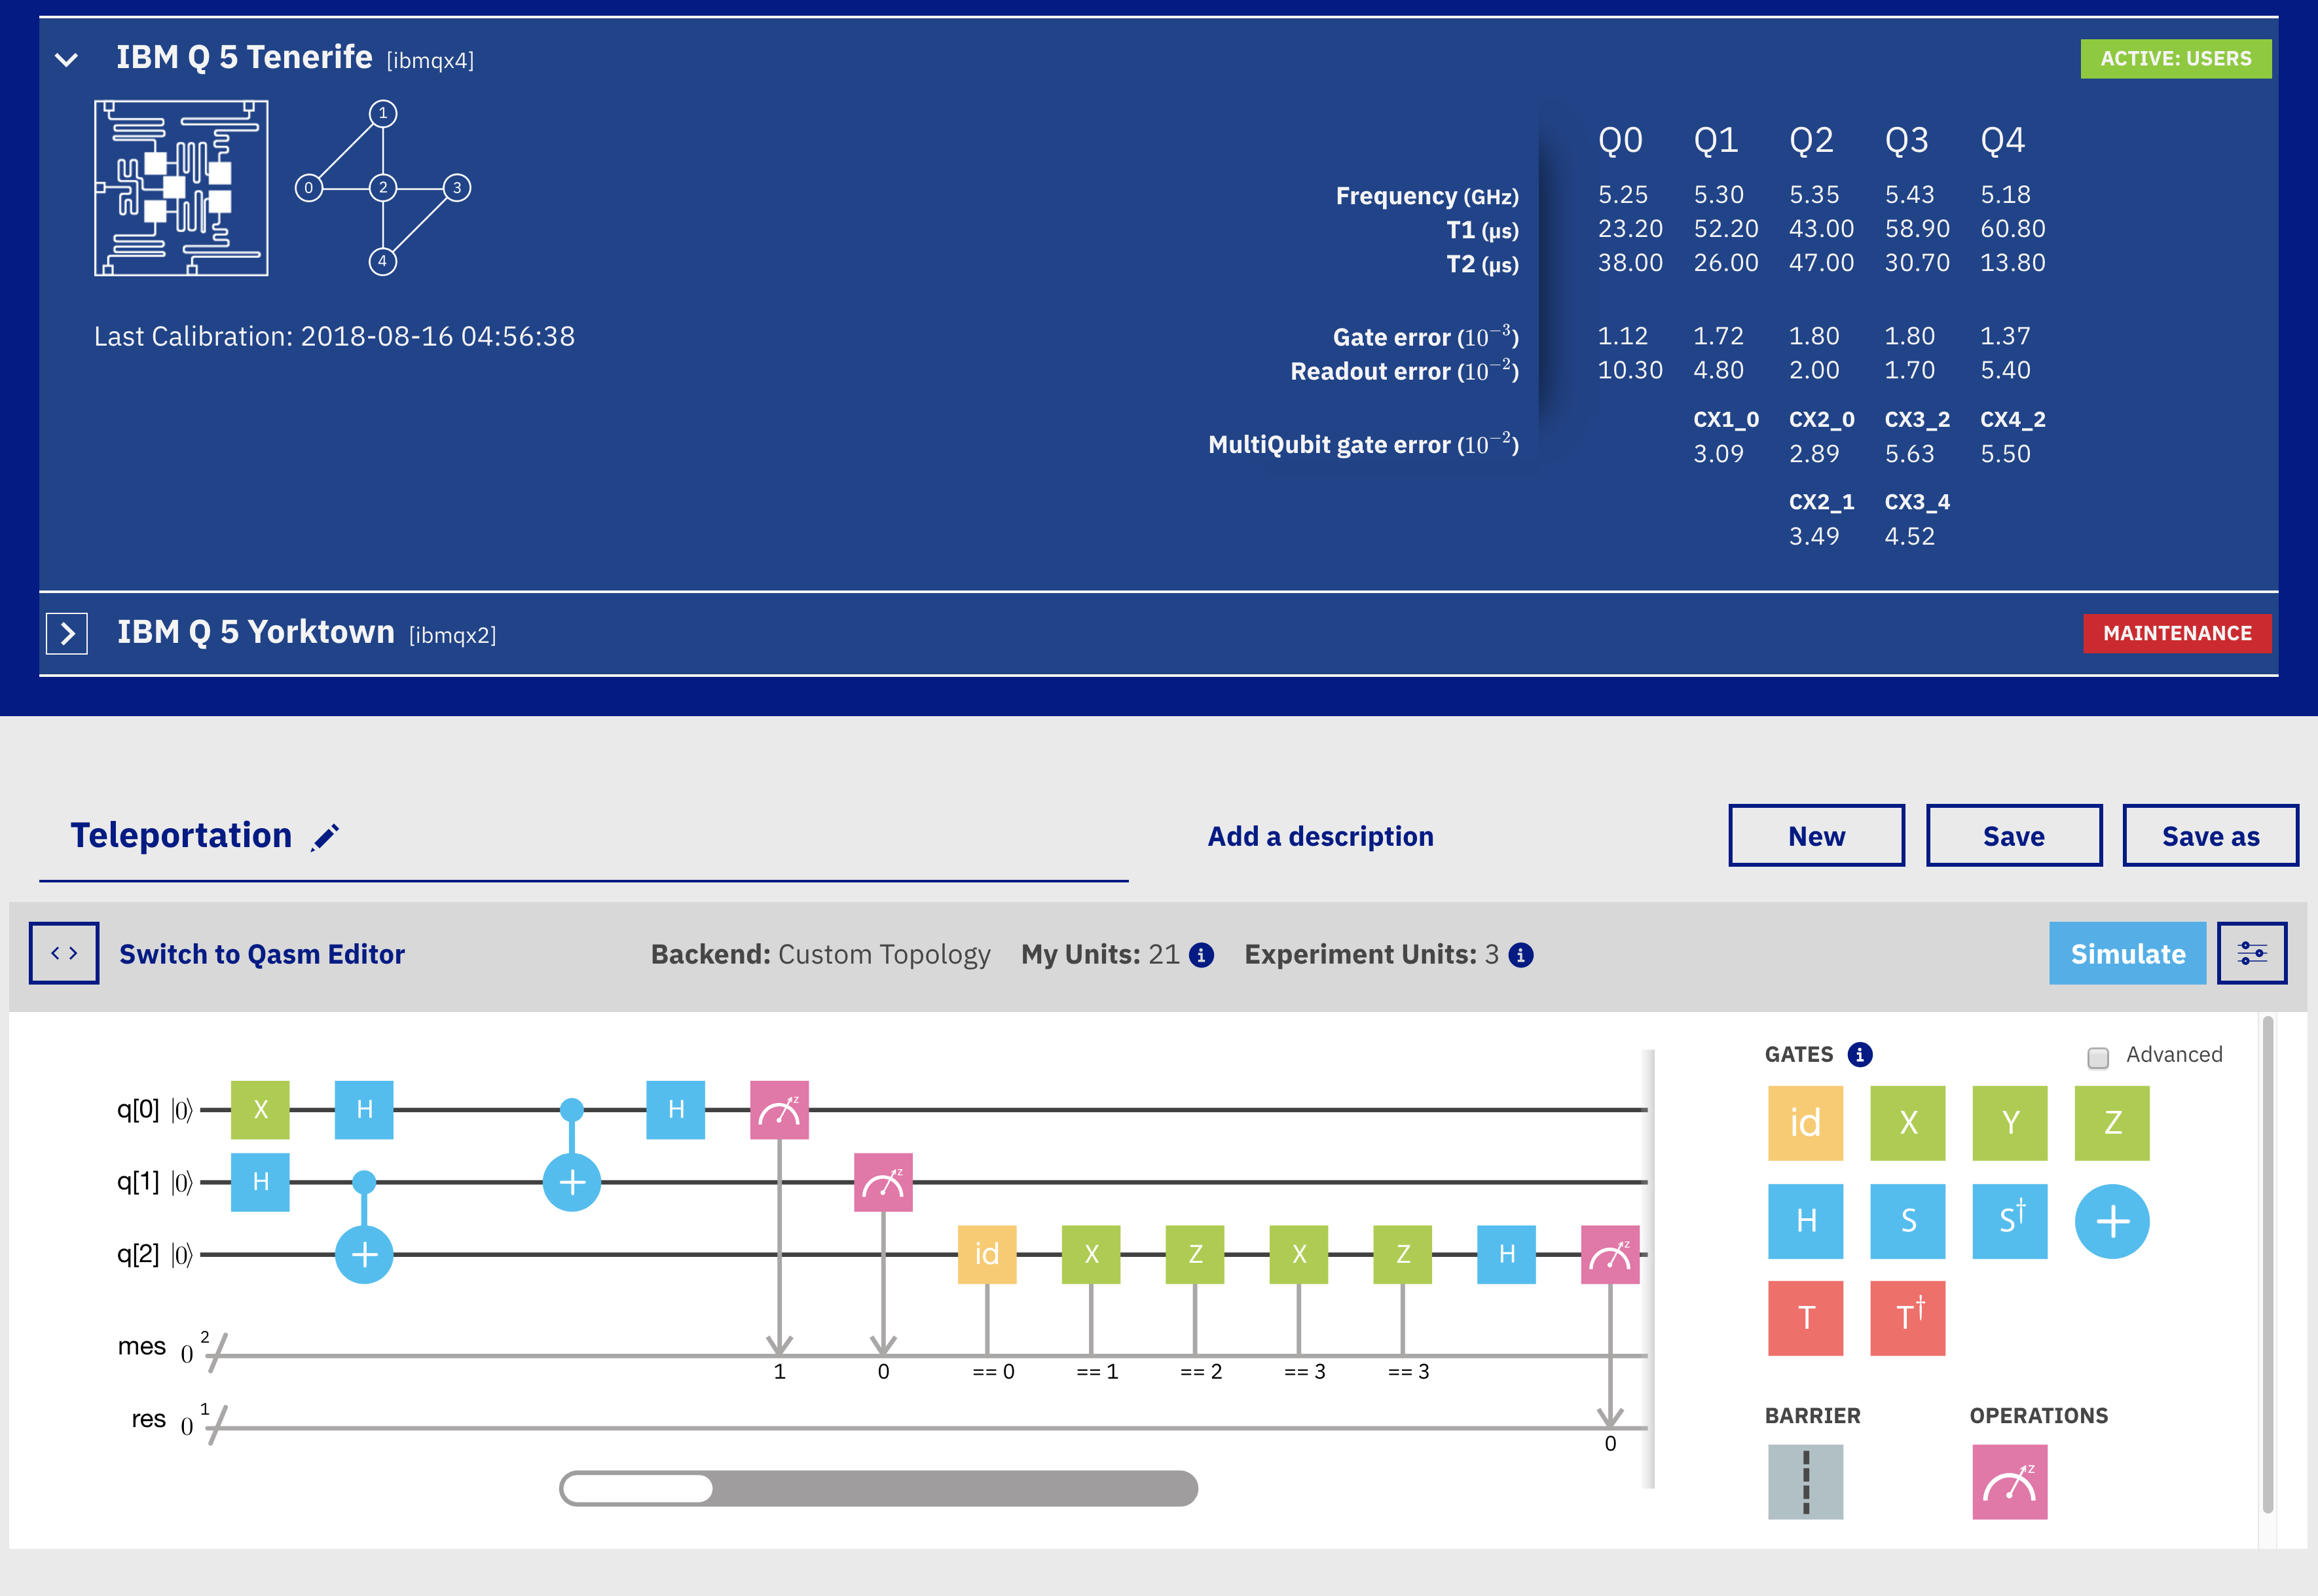 IBM Q 5 Tenerife [ibmqx4]
ACTIVE: USERS
1
0 2 3
4
Last Calibration: 2018-08-16 04:56:38
Q0 Q1 Q2 Q3 Q4
Frequency (GHz) 5.25 5.30 5.35 5.43 5.18
T1 (µs) 23.20 52.20 43.00 58.90 60.80
T2 (µs) 38.00 26.00 47.00 30.70 13.80
Gate error (10⁻³) 1.12 1.72 1.80 1.80 1.37
Readout error (10⁻²) 10.30 4.80 2.00 1.70 5.40
CX1_0 CX2_0 CX3_2 CX4_2
MultiQubit gate error (10⁻²) 3.09 2.89 5.63 5.50
CX2_1 CX3_4
3.49 4.52
IBM Q 5 Yorktown [ibmqx2]
MAINTENANCE
Teleportation
Add a description
New
Save
Save as
< > Switch to Qasm Editor
Backend: Custom Topology My Units: 21 i Experiment Units: 3 i
Simulate
q[0] |0⟩ X H H z
q[1] |0⟩ H z
q[2] |0⟩ id X Z X Z H z
mes 0 2
1 0 == 0 == 1 == 2 == 3 == 3
res 0 1
0
GATES i
Advanced
id X Y Z
H S S†
T T†
BARRIER
OPERATIONS
z